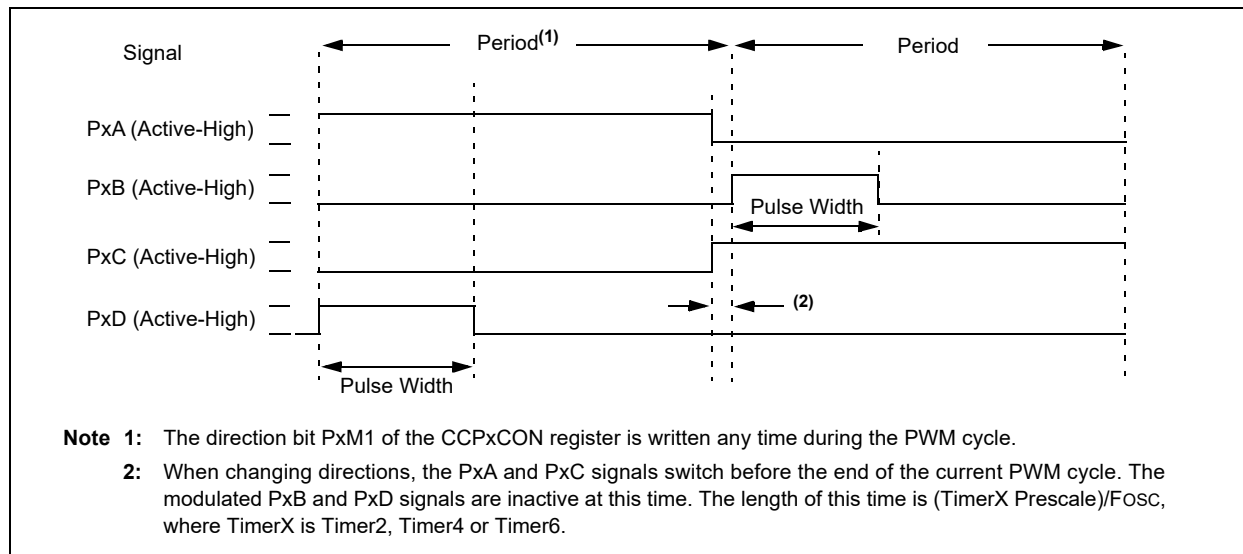 Signal
Period(1)
Period
PxA (Active-High)
PxB (Active-High)
Pulse Width
PxC (Active-High)
(2)
PxD (Active-High)
Pulse Width
Note 1: The direction bit PxM1 of the CCPxCON register is written any time during the PWM cycle.
2: When changing directions, the PxA and PxC signals switch before the end of the current PWM cycle. The
modulated PxB and PxD signals are inactive at this time. The length of this time is (TimerX Prescale)/FOSC,
where TimerX is Timer2, Timer4 or Timer6.